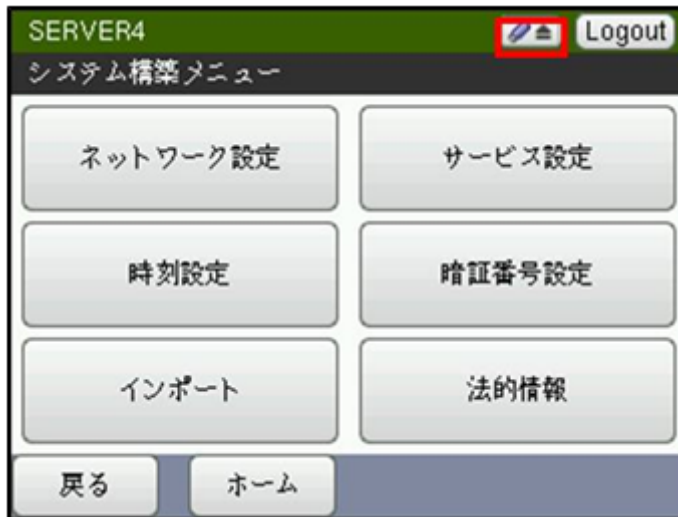 SERVER4 Logout
システム構築メニュー
ネットワーク設定 サービス設定
時刻設定 暗証番号設定
インポート 法的情報
戻る ホーム